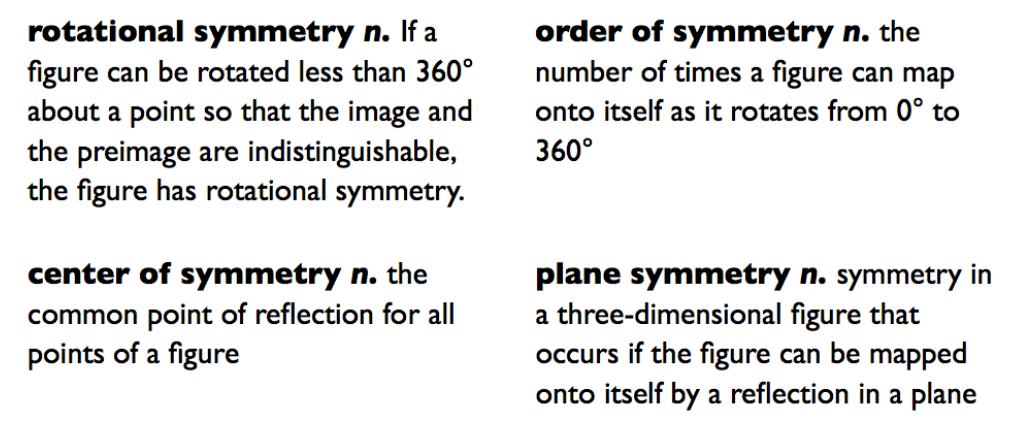 rotational symmetry n. If a
figure can be rotated less than 360°
about a point so that the image and
the preimage are indistinguishable,
the figure has rotational symmetry.
order of symmetry n. the
number of times a figure can map
onto itself as it rotates from 0° to
360°
center of symmetry n. the
common point of reflection for all
points of a figure
plane symmetry n. symmetry in
a three-dimensional figure that
occurs if the figure can be mapped
onto itself by a reflection in a plane